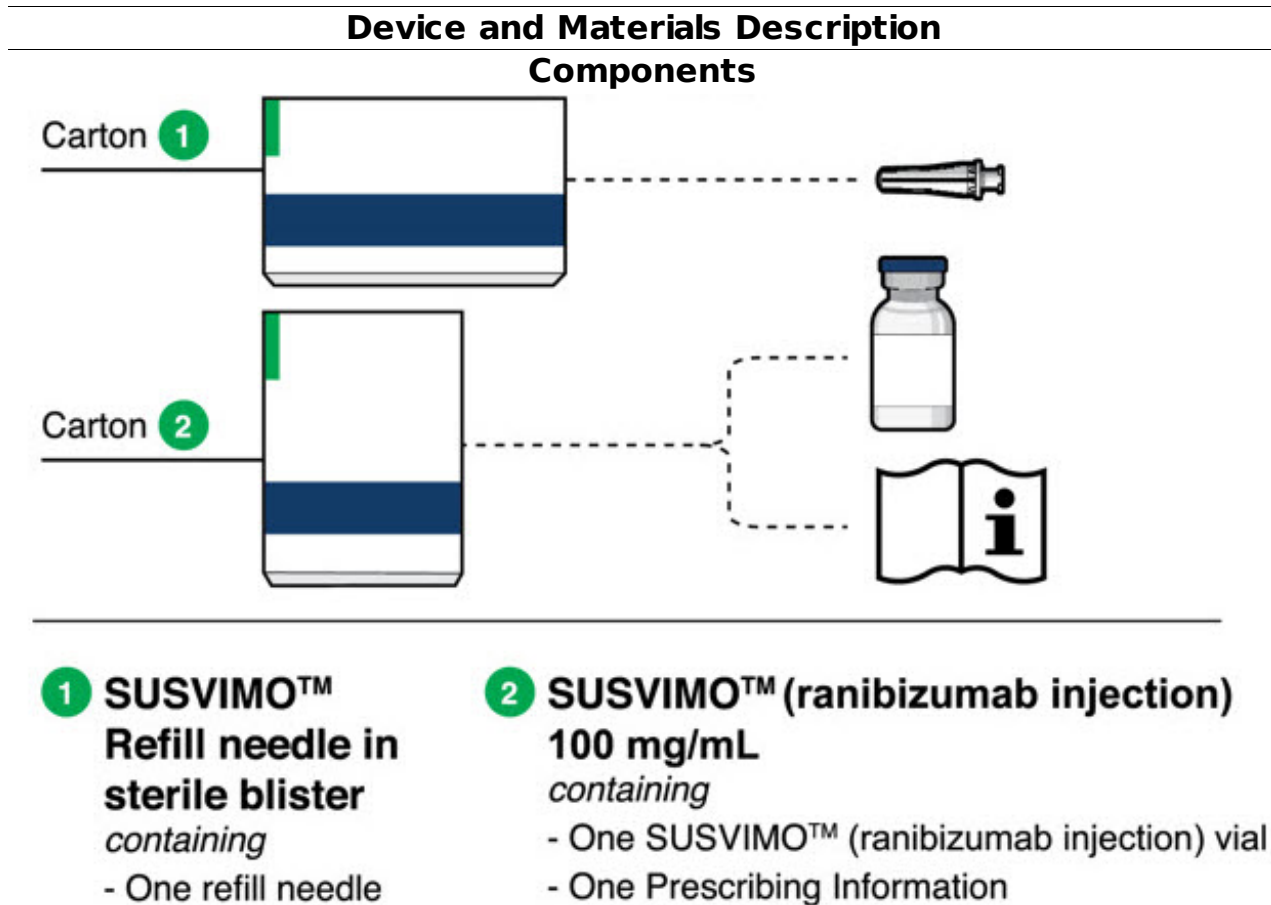 Device and Materials Description
Components
Carton 1
Carton 2
1 SUSVIMO™
Refill needle in
sterile blister
containing
- One refill needle
2 SUSVIMO™ (ranibizumab injection)
100 mg/mL
containing
- One SUSVIMO™ (ranibizumab injection) vial
- One Prescribing Information